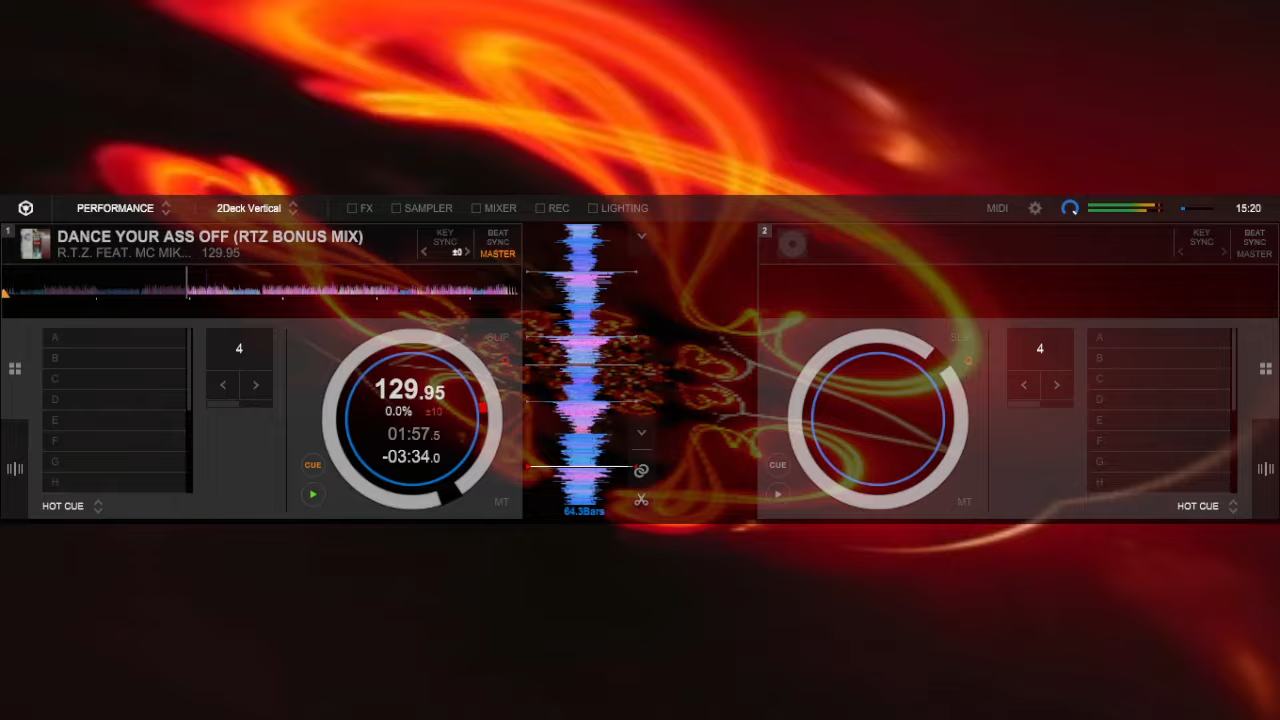 PERFORMANCE 2Deck Vertical FX SAMPLER MIXER REC LIGHTING MIDI 15:20
1 DANCE YOUR ASS OFF (RTZ BONUS MIX)
R.T.Z. FEAT. MC MIK... 129.95
KEY SYNC
±0
BEAT SYNC
MASTER
2
KEY SYNC
BEAT SYNC
MASTER
A
B
C
D
E
F
G
H
HOT CUE
4
SLIP
129.95
0.0% ±10
01:57.5
-03:34.0
CUE
MT
64.3Bars
SLIP
CUE
MT
4
A
B
C
D
E
F
G
H
HOT CUE